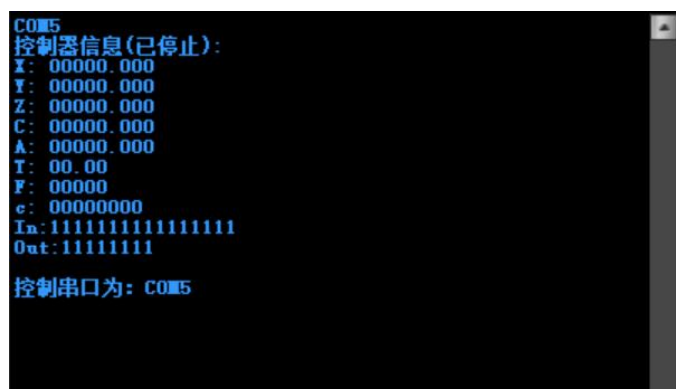 COM5
控制器信息(已停止):
X: 00000.000
Y: 00000.000
Z: 00000.000
C: 00000.000
A: 00000.000
T: 00.00
F: 00000
c: 00000000
In:1111111111111111
Out:11111111
控制串口为: COM5